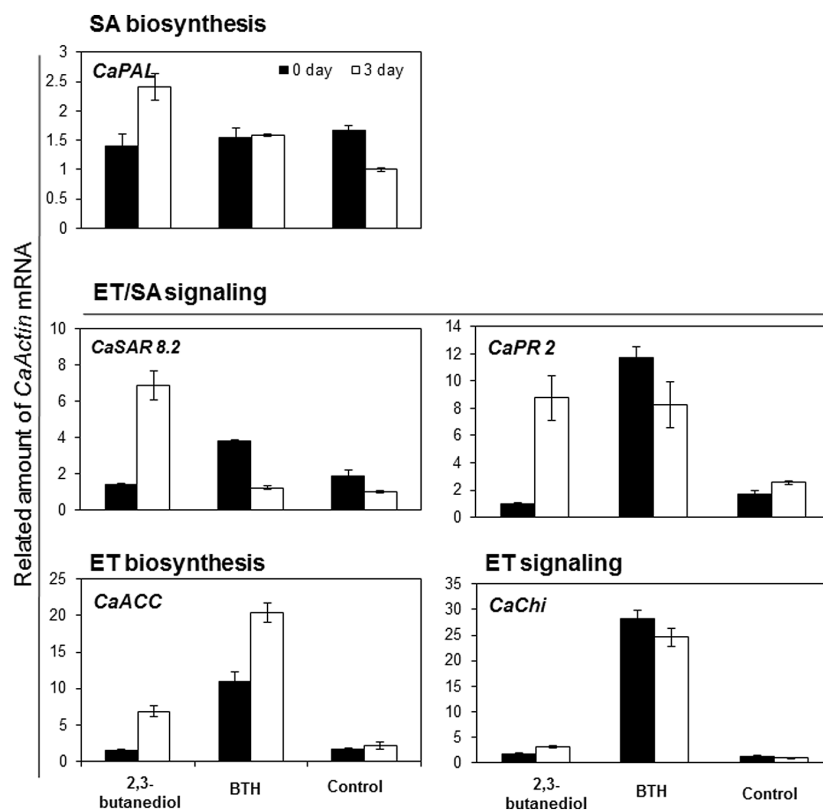 SA biosynthesis
CaPAL
0 day
3 day
3
2.5
2
1.5
1
0.5
0
Related amount of CaActin mRNA
ET/SA signaling
CaSAR 8.2
10
8
6
4
2
0
CaPR 2
14
12
10
8
6
4
2
0
ET biosynthesis
CaACC
25
20
15
10
5
0
2,3-
butanediol
BTH
Control
ET signaling
CaChi
35
30
25
20
15
10
5
0
2,3-
butanediol
BTH
Control